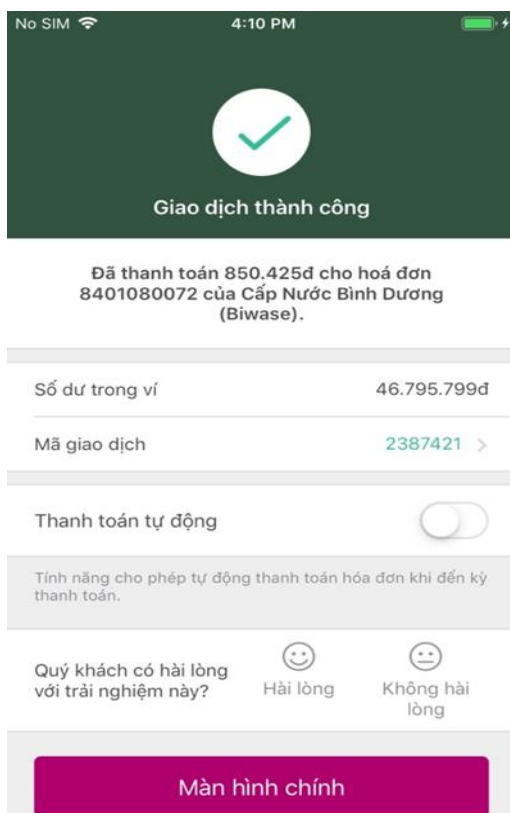 No SIM 4:10 PM
Giao dịch thành công
Đã thanh toán 850.425đ cho hoá đơn
8401080072 của Cấp Nước Bình Dương
(Biwase).
Số dư trong ví 46.795.799đ
Mã giao dịch 2387421 >
Thanh toán tự động
Tính năng cho phép tự động thanh toán hóa đơn khi đến kỳ
thanh toán.
Quý khách có hài lòng
với trải nghiệm này?
Hài lòng
Không hài
lòng
Màn hình chính